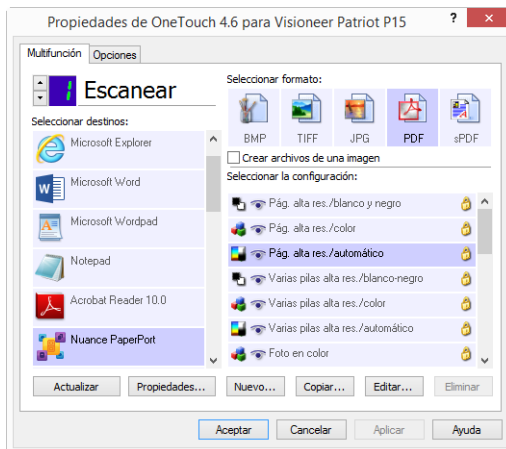 Propiedades de OneTouch 4.6 para Visioneer Patriot P15
Multifunción
Opciones
1 Escanear
Seleccionar destinos:
Microsoft Explorer
Microsoft Word
Microsoft Wordpad
Notepad
Acrobat Reader 10.0
Nuance PaperPort
Actualizar
Propiedades...
Seleccionar formato:
BMP
TIFF
JPG
PDF
sPDF
Crear archivos de una imagen
Seleccionar la configuración:
Pág. alta res./blanco y negro
Pág. alta res./color
Pág. alta res./automático
Varias pilas alta res./blanco-negro
Varias pilas alta res./color
Varias pilas alta res./automático
Foto en color
Nuevo...
Copiar...
Editar...
Eliminar
Aceptar
Cancelar
Aplicar
Ayuda